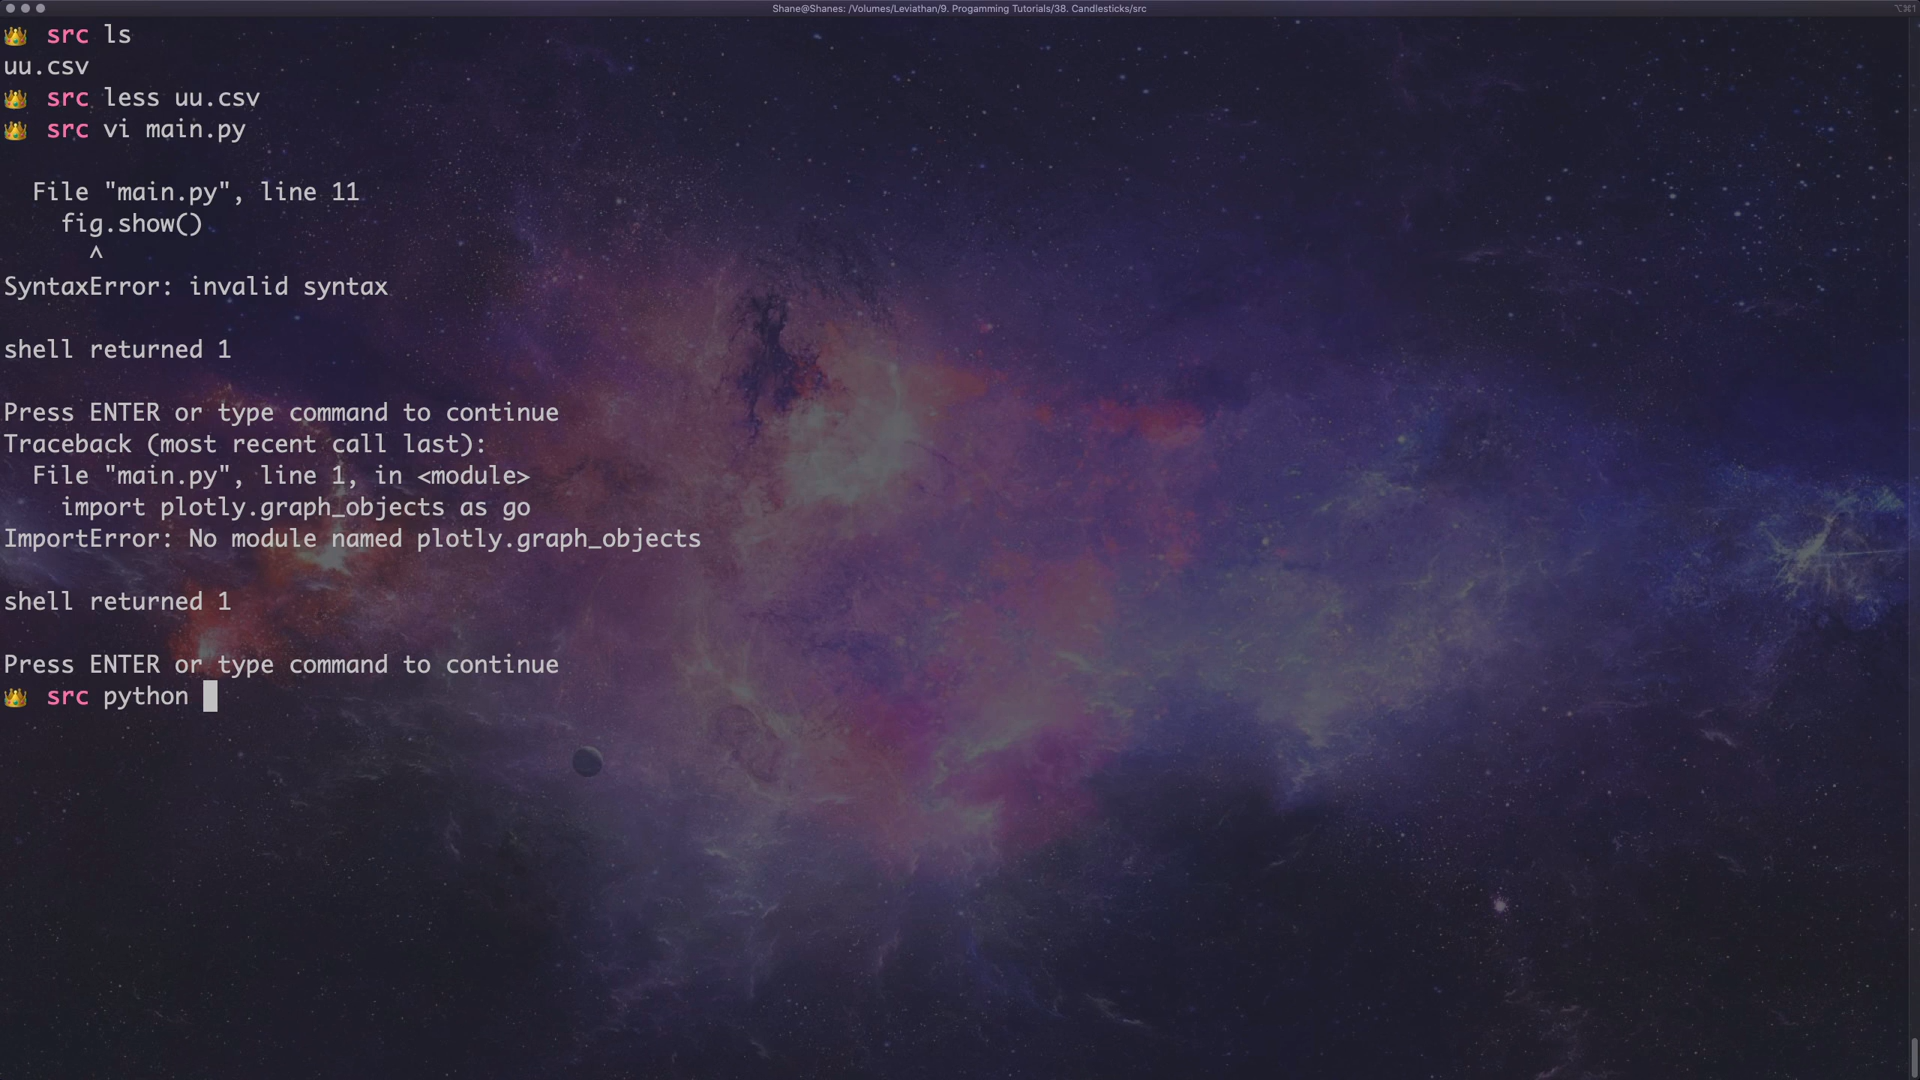 Shane@Shanes: /Volumes/Leviathan/9. Progamming Tutorials/38. Candlesticks/src
⌥⌘1
src ls
uu.csv
src less uu.csv
src vi main.py
File "main.py", line 11
fig.show()
^
SyntaxError: invalid syntax
shell returned 1
Press ENTER or type command to continue
Traceback (most recent call last):
File "main.py", line 1, in <module>
import plotly.graph_objects as go
ImportError: No module named plotly.graph_objects
shell returned 1
Press ENTER or type command to continue
src python